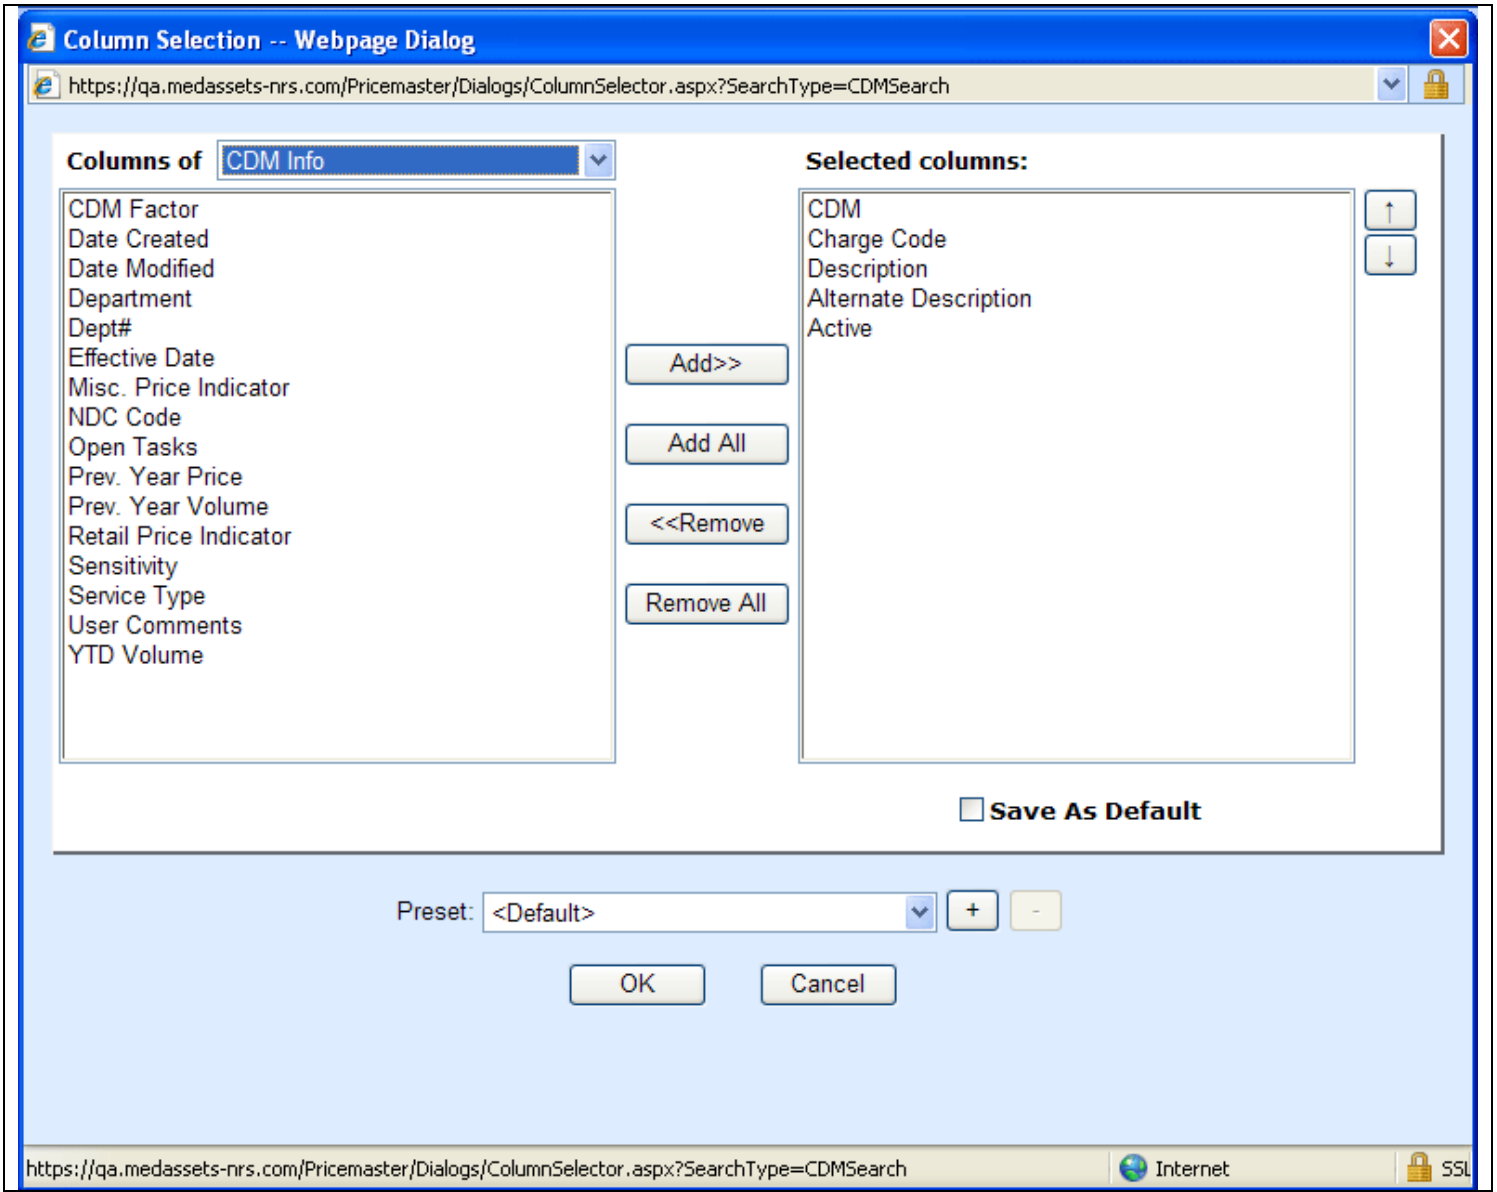 Column Selection -- Webpage Dialog
https://qa.medassets-nrs.com/Pricemaster/Dialogs/ColumnSelector.aspx?SearchType=CDMSearch
Columns of CDM Info
CDM Factor
Date Created
Date Modified
Department
Dept#
Effective Date
Misc. Price Indicator
NDC Code
Open Tasks
Prev. Year Price
Prev. Year Volume
Retail Price Indicator
Sensitivity
Service Type
User Comments
YTD Volume
Add>>
Add All
<<Remove
Remove All
Selected columns:
CDM
Charge Code
Description
Alternate Description
Active
↑
↓
Save As Default
Preset: <Default> + -
OK Cancel
https://qa.medassets-nrs.com/Pricemaster/Dialogs/ColumnSelector.aspx?SearchType=CDMSearch Internet SSL